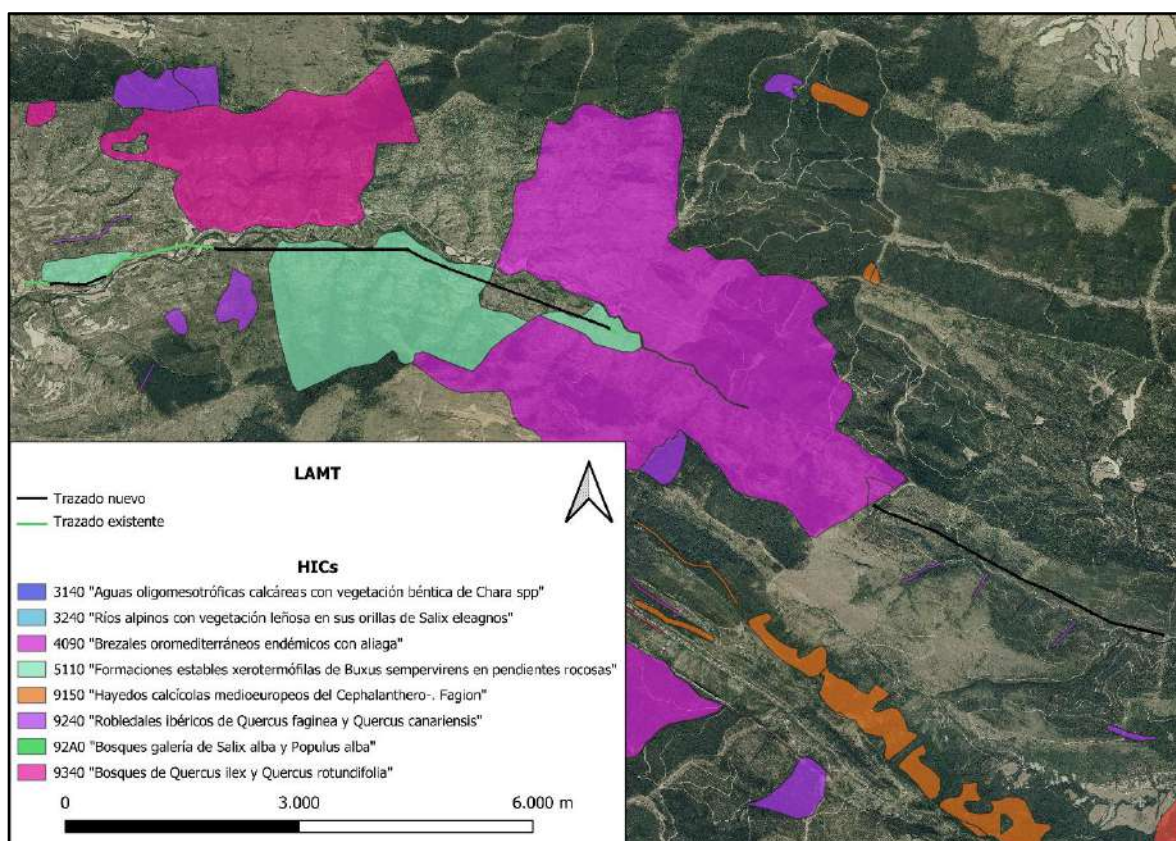 LAMT
Trazado nuevo
Trazado existente
HICs
3140 "Aguas oligomesotróficas calcáreas con vegetación béntica de Chara spp"
3240 "Ríos alpinos con vegetación leñosa en sus orillas de Salix eleagnos"
4090 "Brezales oromediterráneos endémicos con aliaga"
5110 "Formaciones estables xerotermófilas de Buxus sempervirens en pendientes rocosas"
9150 "Hayedos calcícolas medioeuropeos del Cephalanthero-. Fagion"
9240 "Robledales ibéricos de Quercus faginea y Quercus canariensis"
92A0 "Bosques galería de Salix alba y Populus alba"
9340 "Bosques de Quercus ilex y Quercus rotundifolia"
0 3.000 6.000 m